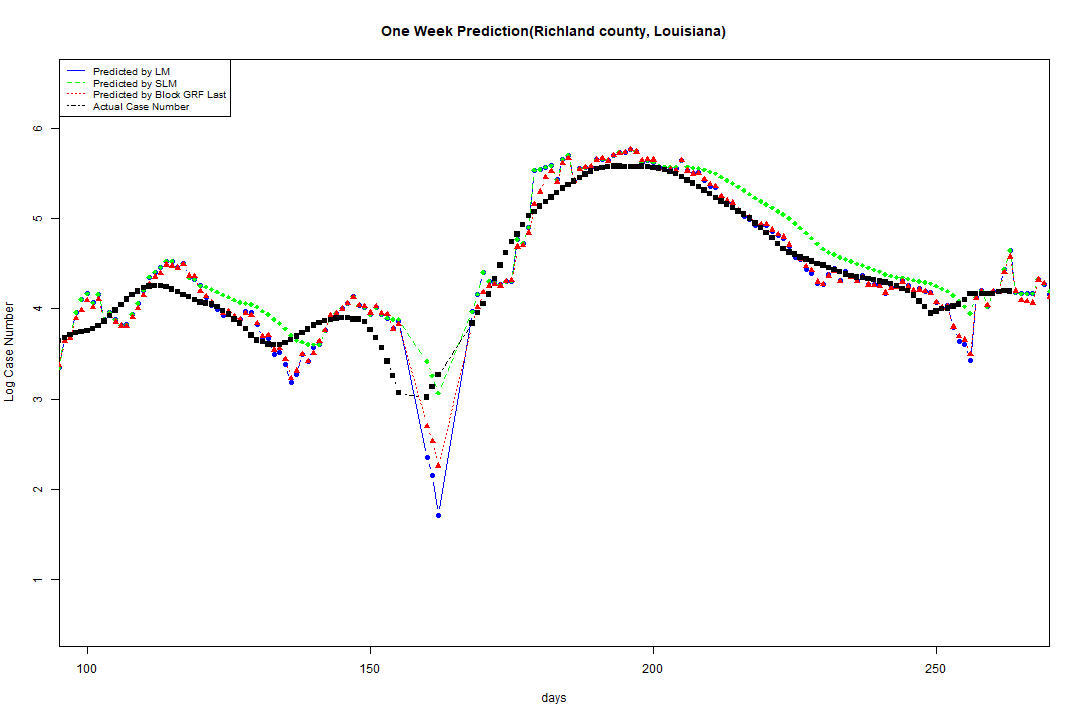 One Week Prediction(Richland county, Louisiana)
Predicted by LM
Predicted by SLM
Predicted by Block GRF Last
Actual Case Number
6
5
4
3
2
1
Log Case Number
100 150 200 250
days